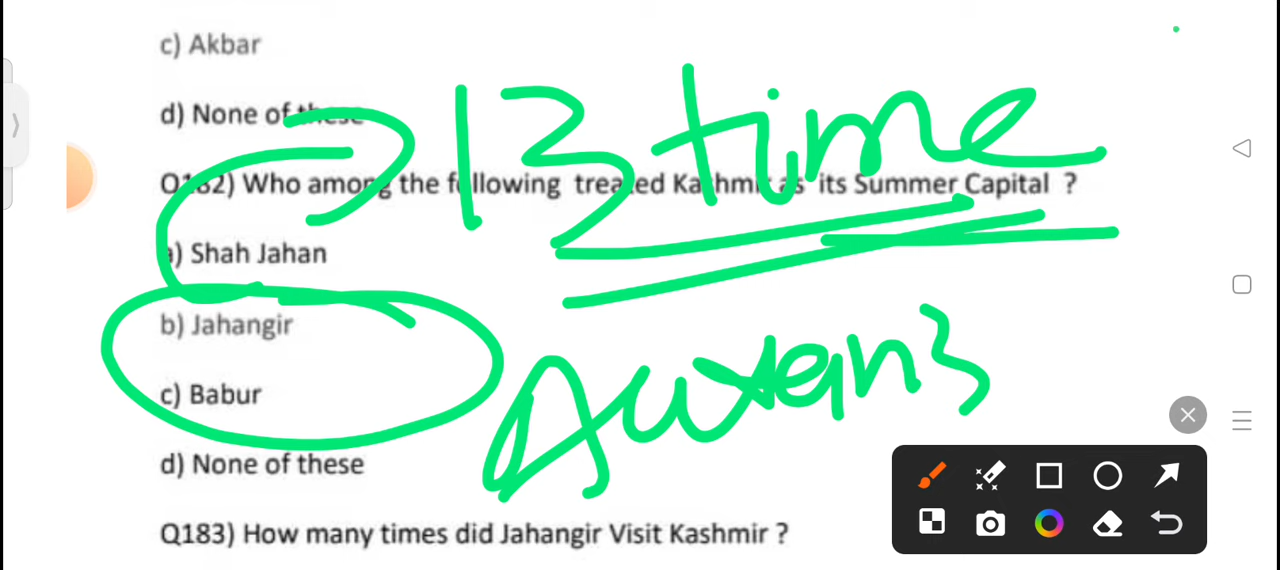 c) Akbar
d) None of these
13 time
Q182) Who among the following treated Kashmir as its Summer Capital ?
a) Shah Jahan
b) Jahangir
c) Babur
d) None of these
Q183) How many times did Jahangir Visit Kashmir ?